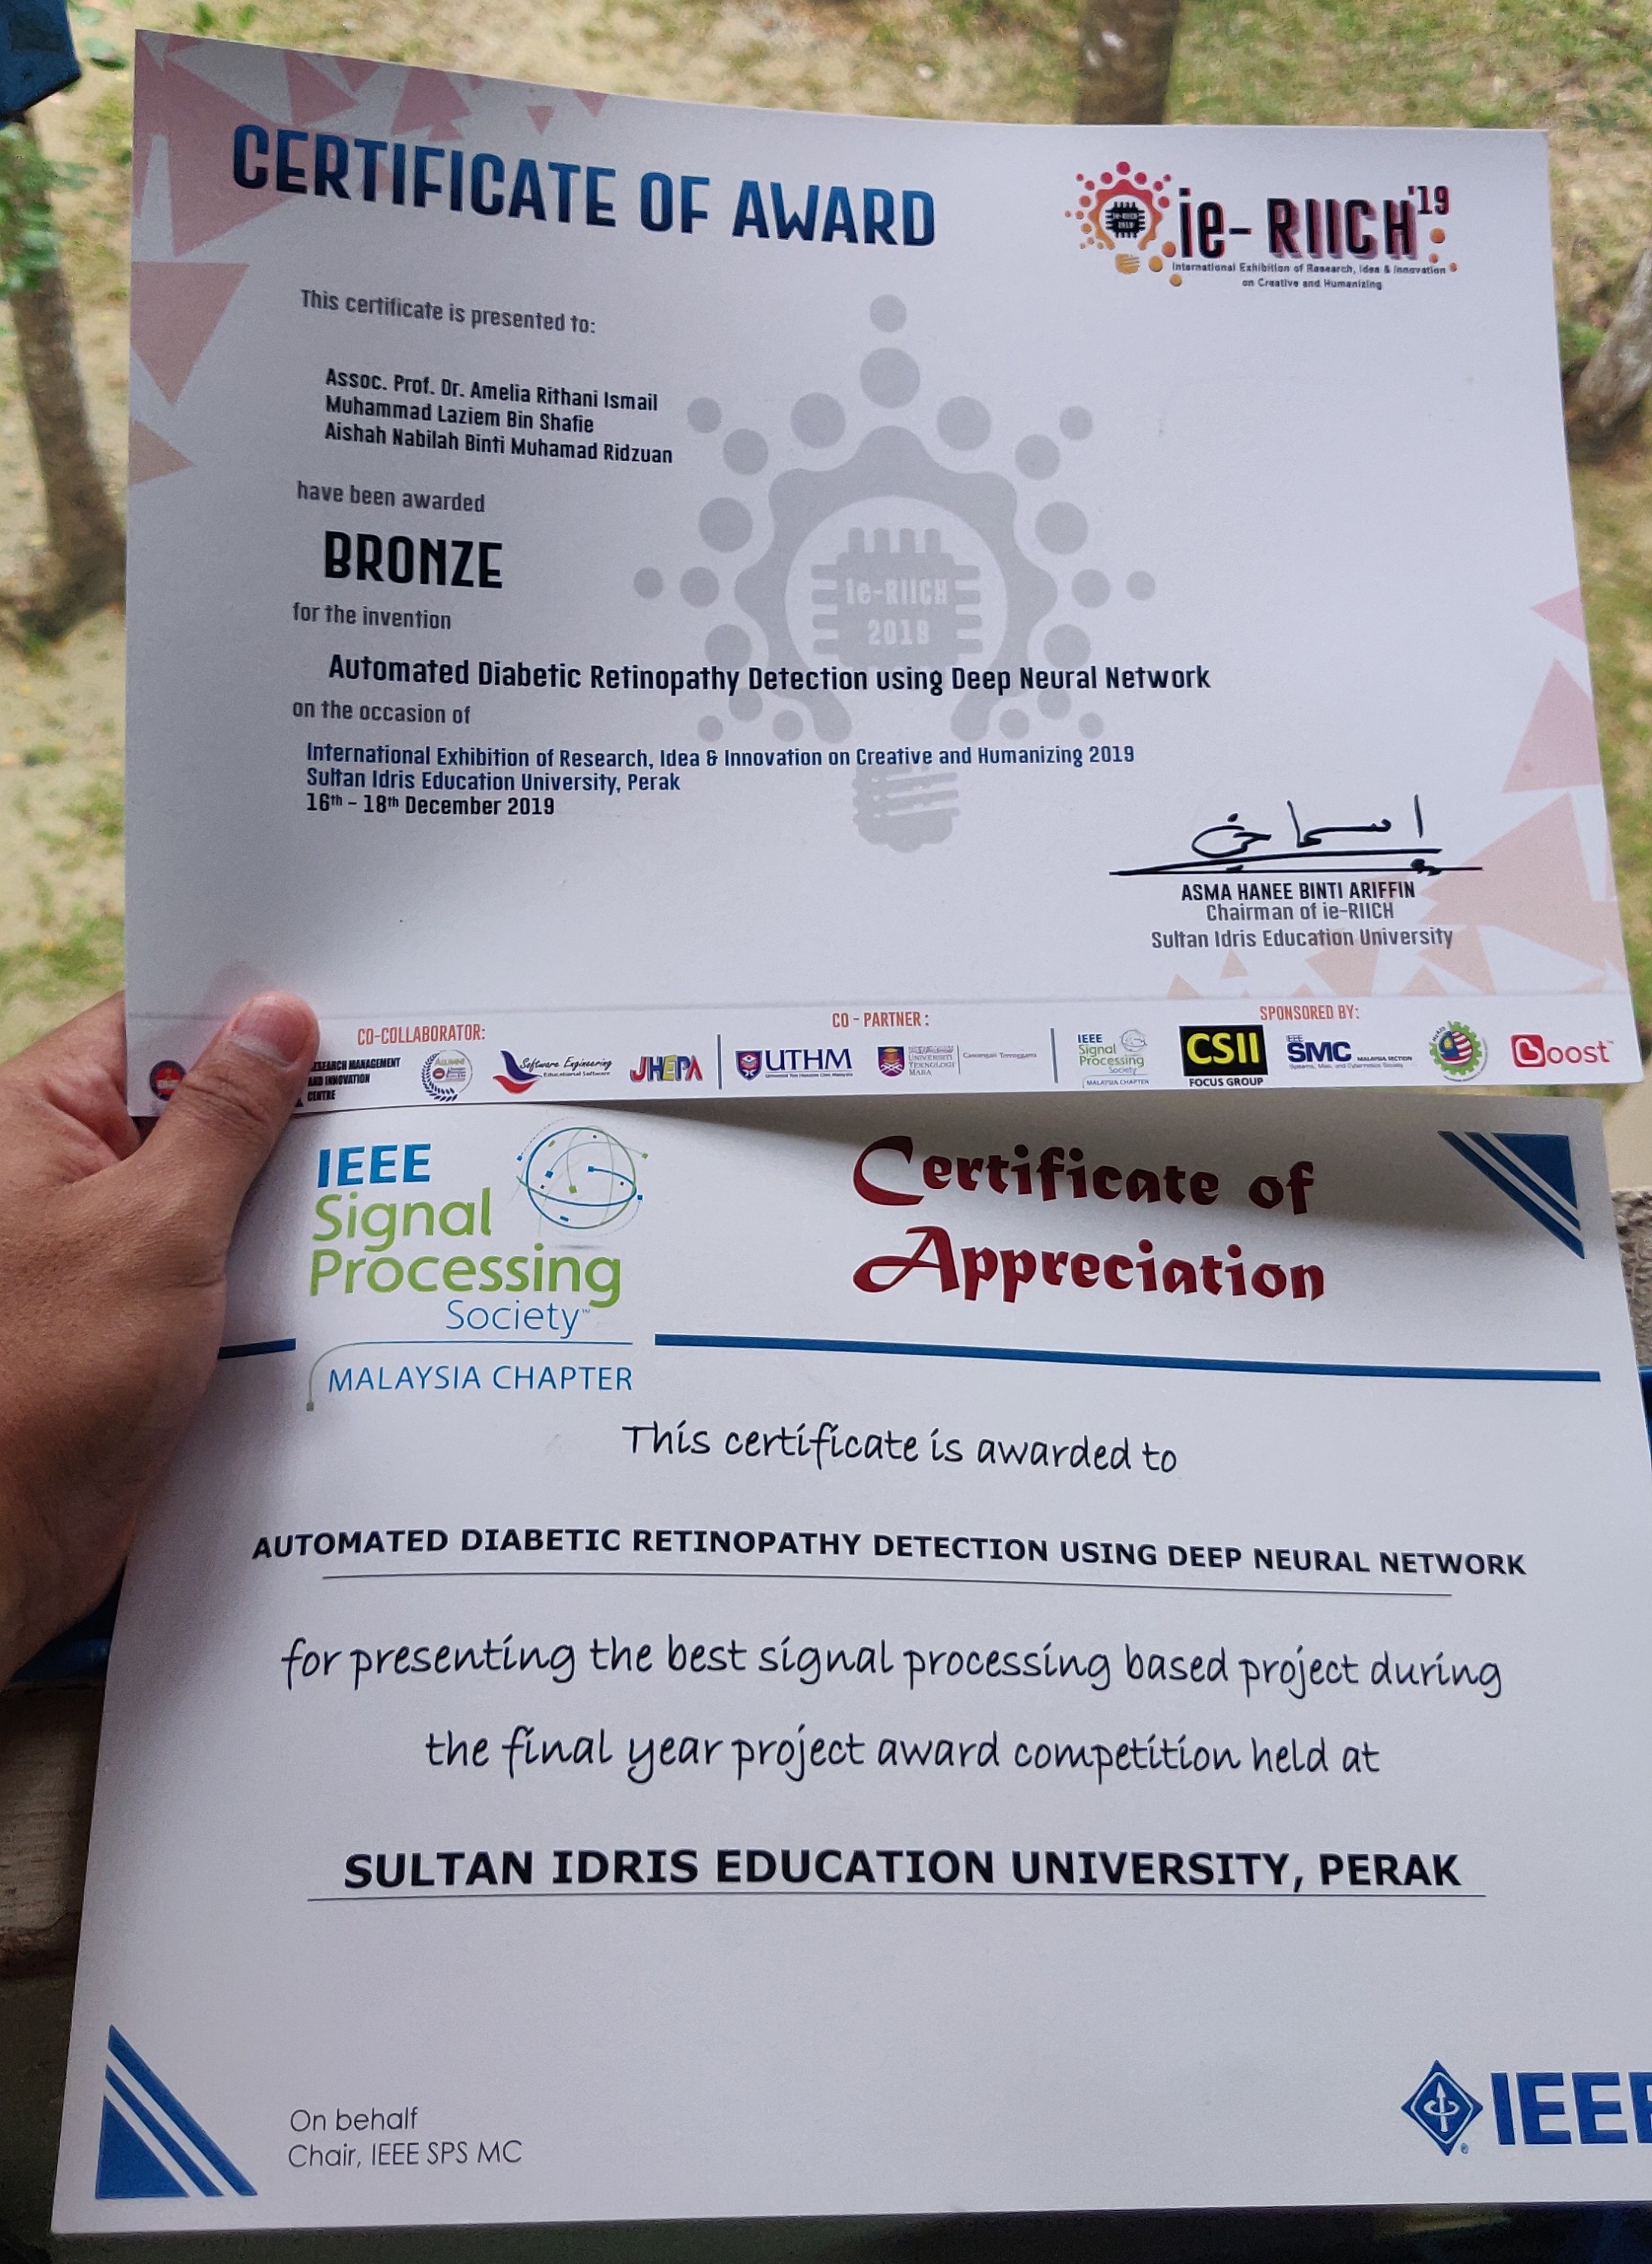 CERTIFICATE OF AWARD
ie-RIICH'19
International Exhibition of Research, Idea & Innovation
on Creative and Humanizing
This certificate is presented to:
Assoc. Prof. Dr. Amelia Rithani Ismail
Muhammad Laziem Bin Shafie
Aishah Nabilah Binti Muhamad Ridzuan
have been awarded
BRONZE
for the invention
ie-RIICH
2019
Automated Diabetic Retinopathy Detection using Deep Neural Network
on the occasion of
International Exhibition of Research, Idea & Innovation on Creative and Humanizing 2019
Sultan Idris Education University, Perak
16th - 18th December 2019
ASMA HANEE BINTI ARIFFIN
Chairman of ie-RIICH
Sultan Idris Education University
CO-COLLABORATOR:
CO - PARTNER :
SPONSORED BY:
MANAGEMENT
AND INNOVATION
CENTRE
Software Engineering
Educational Software
JHEPA
UTHM
UNIVERSITI
TEKNOLOGI
MARA
Cawangan Terengganu
IEEE
Signal
Processing
Society
MALAYSIA CHAPTER
CSII
FOCUS GROUP
IEEE
SMC
MALAYSIA SECTION
Boost
IEEE
Signal
Processing
Society™
MALAYSIA CHAPTER
Certificate of
Appreciation
This certificate is awarded to
AUTOMATED DIABETIC RETINOPATHY DETECTION USING DEEP NEURAL NETWORK
for presenting the best signal processing based project during
the final year project award competition held at
SULTAN IDRIS EDUCATION UNIVERSITY, PERAK
On behalf
Chair, IEEE SPS MC
IEEE